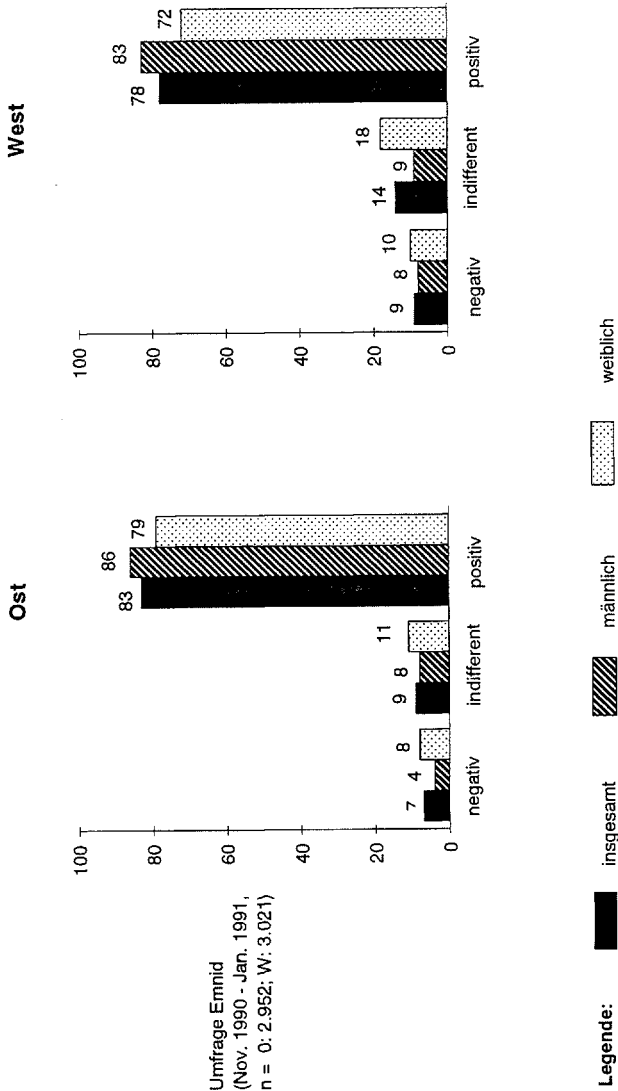 Ost
West
Umfrage Emnid
(Nov. 1990 - Jan. 1991,
n = 0: 2.952; W: 3.021)
100
80
60
40
20
0
7 4 8
9 8 11
83 86 79
negativ indifferent positiv
100
80
60
40
20
0
9 8 10
14 9 18
78 83 72
negativ indifferent positiv
Legende: insgesamt männlich weiblich